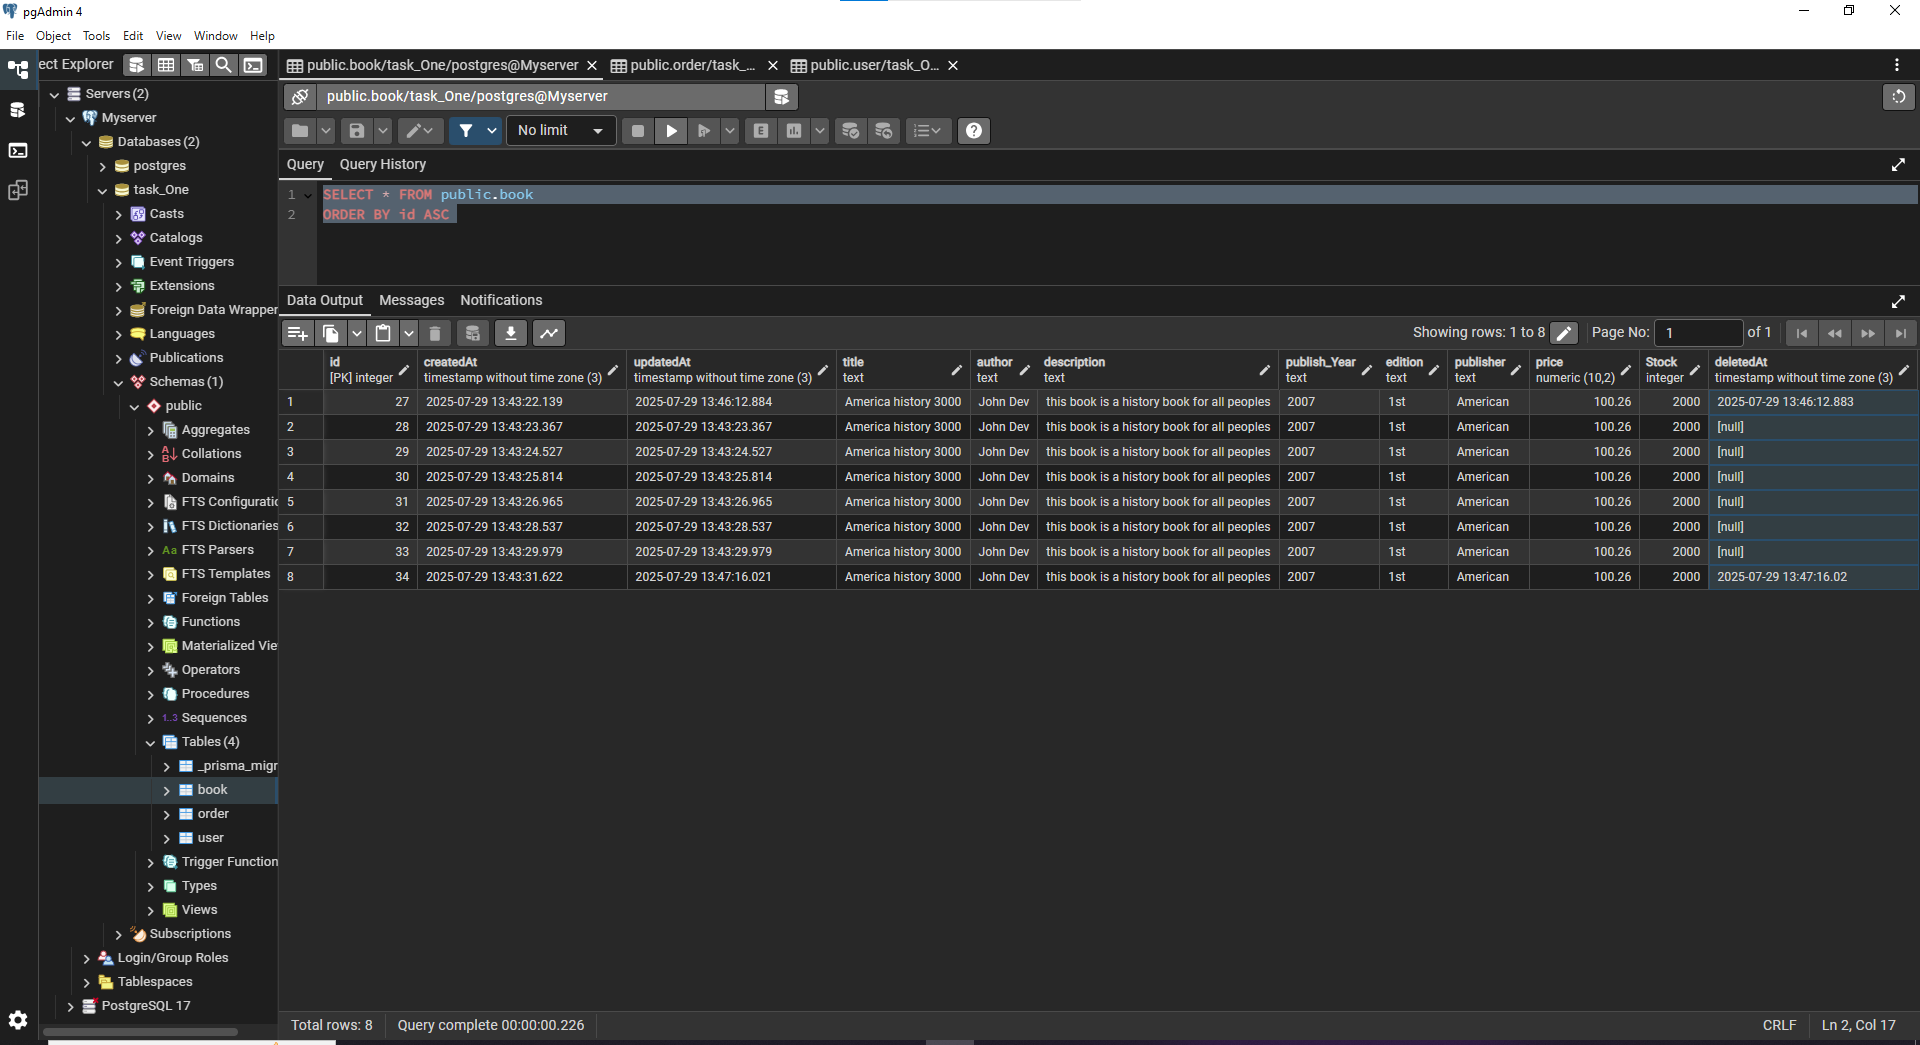 pgAdmin 4
File Object Tools Edit View Window Help
ect Explorer
public.book/task_One/postgres@Myserver public.order/task_... public.user/task_O...
Servers (2)
Myserver
Databases (2)
postgres
task_One
Casts
Catalogs
Event Triggers
Extensions
Foreign Data Wrapper
Languages
Publications
Schemas (1)
public
Aggregates
Collations
Domains
FTS Configuratio
FTS Dictionaries
Aa FTS Parsers
FTS Templates
Foreign Tables
Functions
Materialized Vie
Operators
Procedures
1..3 Sequences
Tables (4)
_prisma_migr
book
order
user
Trigger Function
Types
Views
Subscriptions
Login/Group Roles
Tablespaces
PostgreSQL 17
public.book/task_One/postgres@Myserver
No limit
Query Query History
1 SELECT * FROM public.book
2 ORDER BY id ASC
Data Output Messages Notifications
Showing rows: 1 to 8 Page No: 1 of 1
id createdAt updatedAt title author description publish_Year edition publisher price Stock deletedAt
[PK] integer timestamp without time zone (3) timestamp without time zone (3) text text text text text text numeric (10,2) integer timestamp without time zone (3)
1 27 2025-07-29 13:43:22.139 2025-07-29 13:46:12.884 America history 3000 John Dev this book is a history book for all peoples 2007 1st American 100.26 2000 2025-07-29 13:46:12.883
2 28 2025-07-29 13:43:23.367 2025-07-29 13:43:23.367 America history 3000 John Dev this book is a history book for all peoples 2007 1st American 100.26 2000 [null]
3 29 2025-07-29 13:43:24.527 2025-07-29 13:43:24.527 America history 3000 John Dev this book is a history book for all peoples 2007 1st American 100.26 2000 [null]
4 30 2025-07-29 13:43:25.814 2025-07-29 13:43:25.814 America history 3000 John Dev this book is a history book for all peoples 2007 1st American 100.26 2000 [null]
5 31 2025-07-29 13:43:26.965 2025-07-29 13:43:26.965 America history 3000 John Dev this book is a history book for all peoples 2007 1st American 100.26 2000 [null]
6 32 2025-07-29 13:43:28.537 2025-07-29 13:43:28.537 America history 3000 John Dev this book is a history book for all peoples 2007 1st American 100.26 2000 [null]
7 33 2025-07-29 13:43:29.979 2025-07-29 13:43:29.979 America history 3000 John Dev this book is a history book for all peoples 2007 1st American 100.26 2000 [null]
8 34 2025-07-29 13:43:31.622 2025-07-29 13:47:16.021 America history 3000 John Dev this book is a history book for all peoples 2007 1st American 100.26 2000 2025-07-29 13:47:16.02
Total rows: 8 Query complete 00:00:00.226 CRLF Ln 2, Col 17